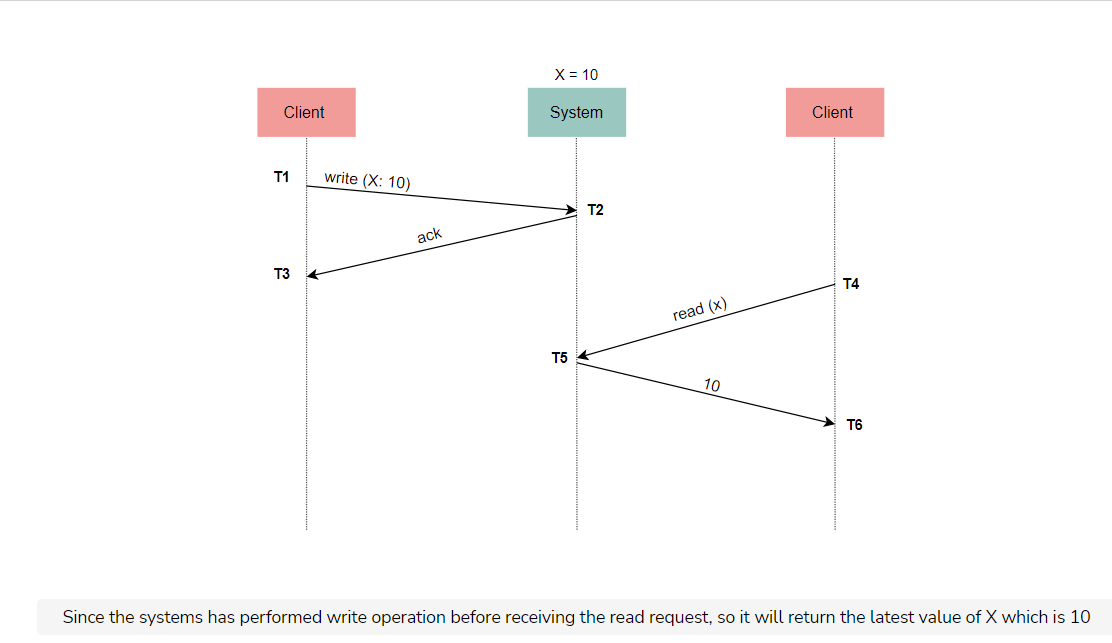 X = 10
Client
System
Client
T1
write (X: 10)
T2
ack
T3
T4
read (x)
T5
10
T6
Since the systems has performed write operation before receiving the read request, so it will return the latest value of X which is 10